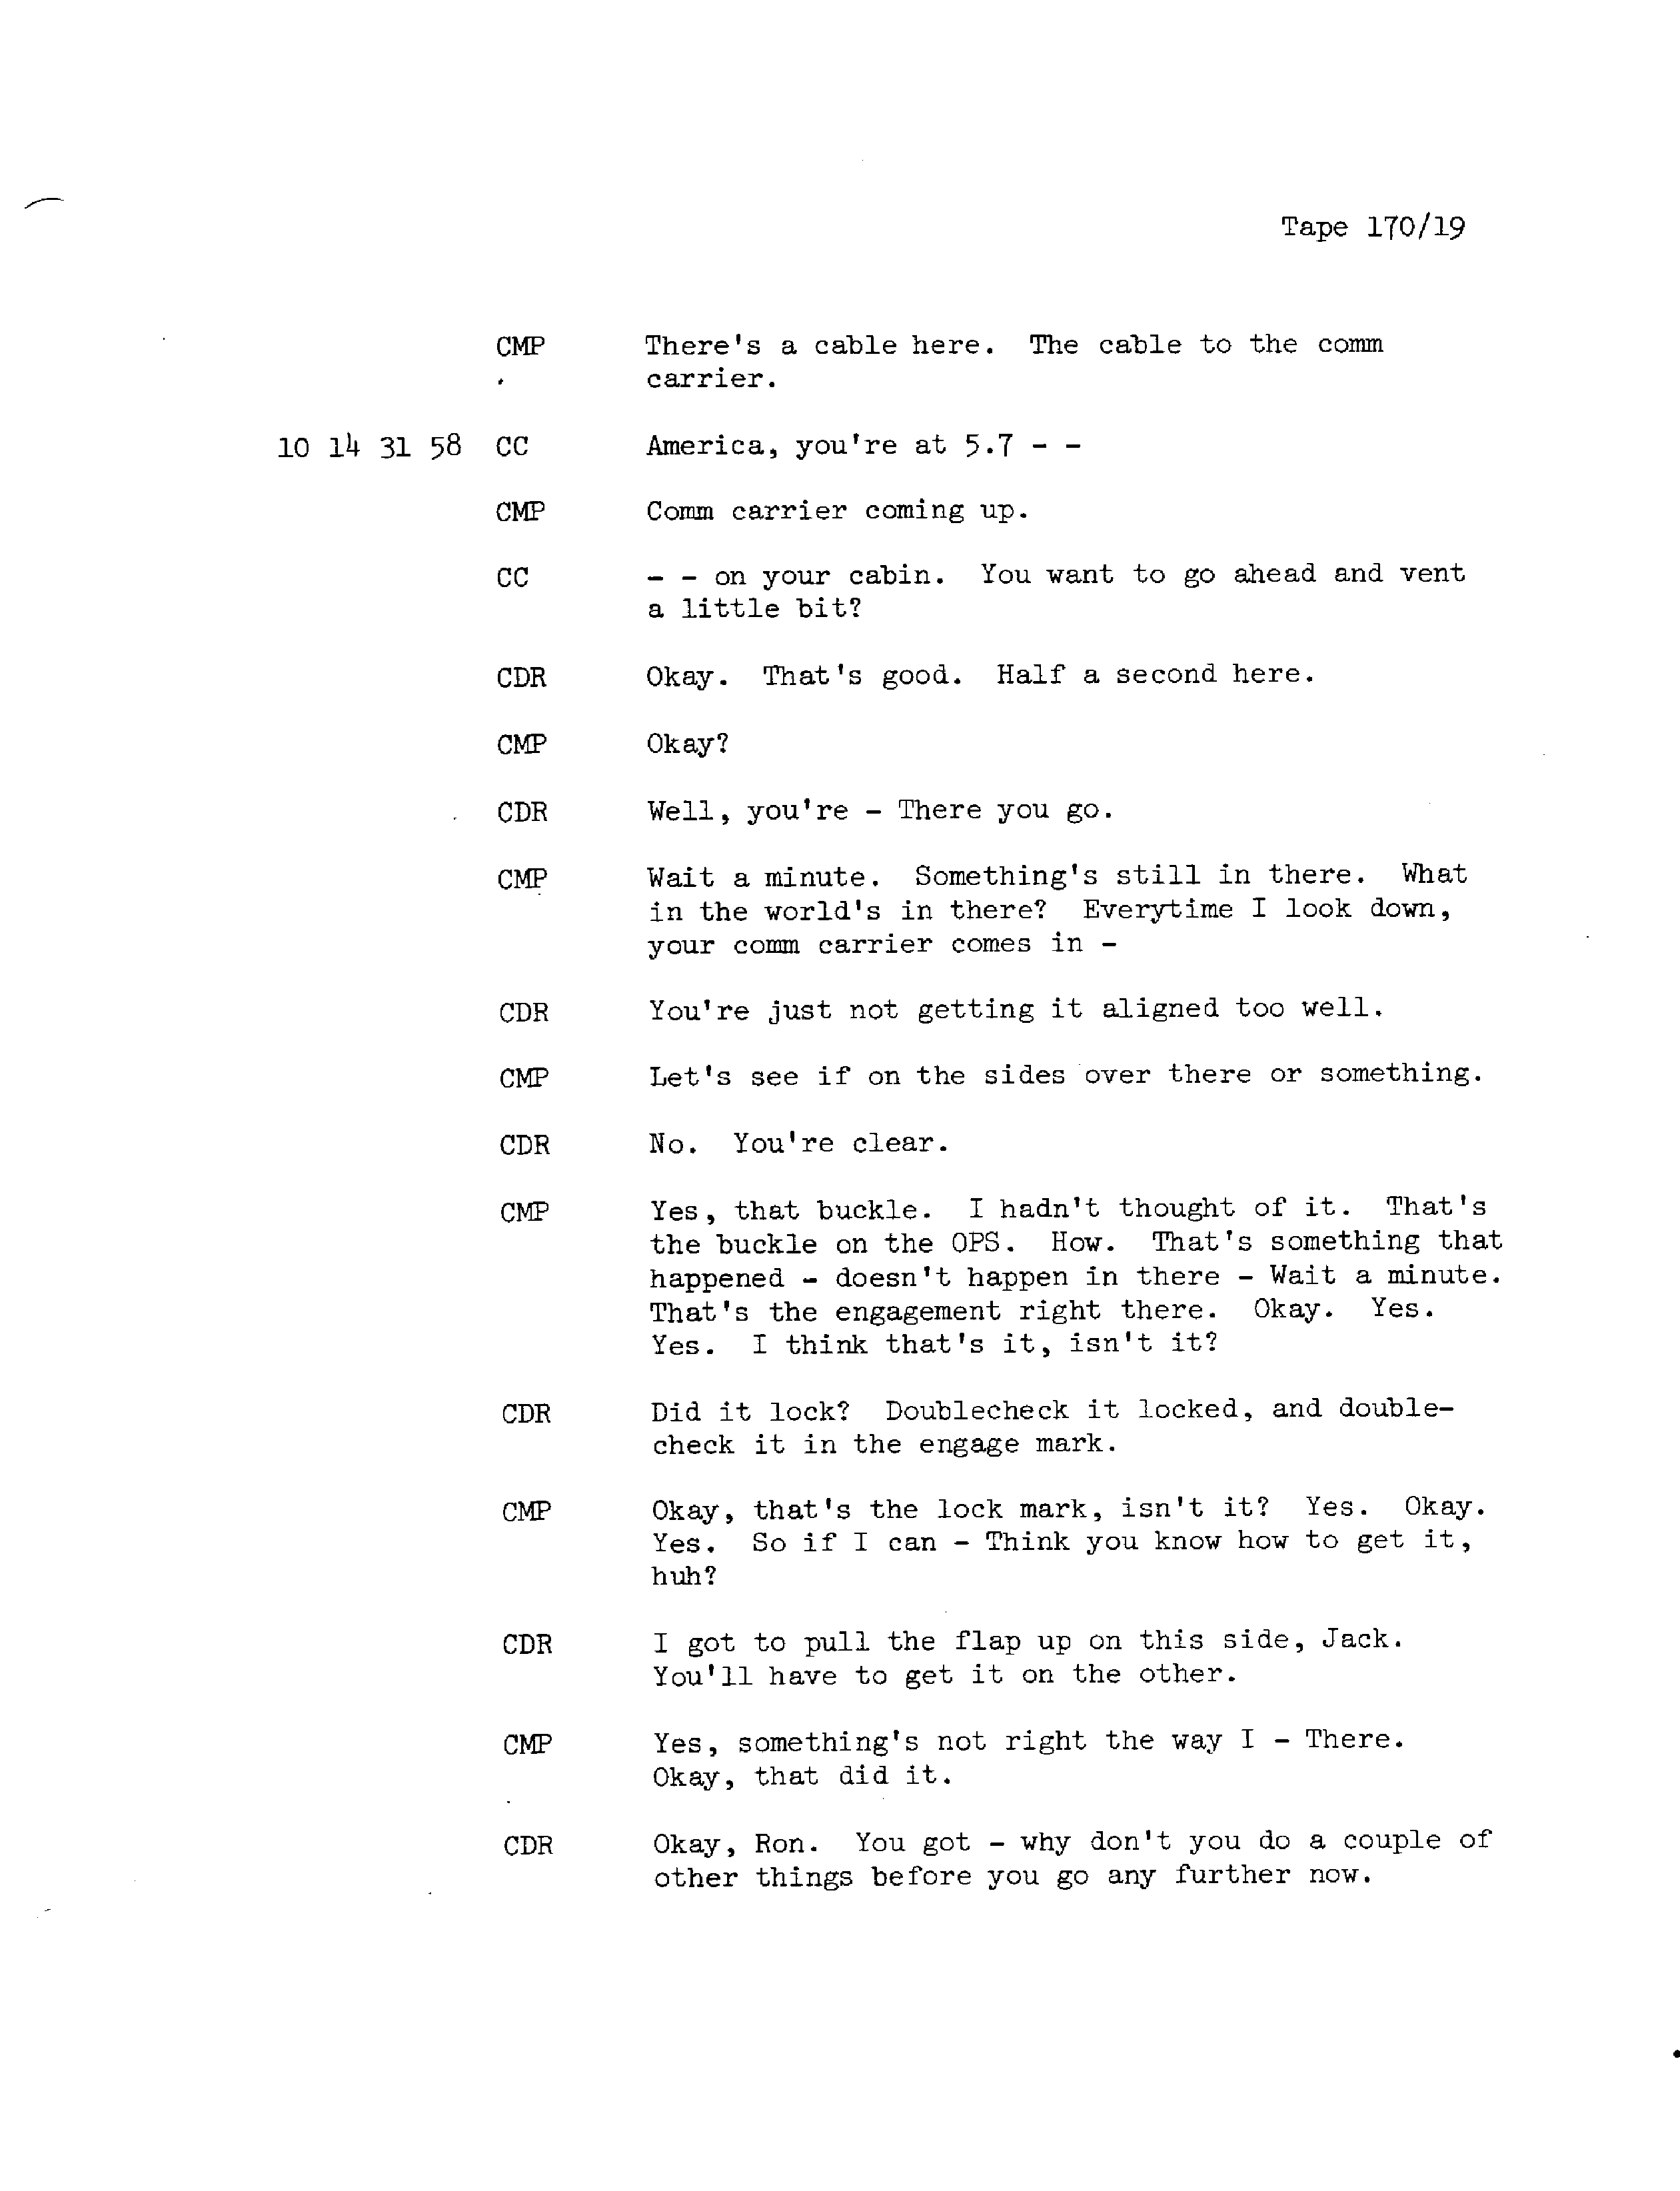 Tape 170/19
CMP There's a cable here. The cable to the comm
carrier.
10 14 31 58 CC America, you're at 5.7 - -
CMP Comm carrier coming up.
CC - - on your cabin. You want to go ahead and vent
a little bit?
CDR Okay. That's good. Half a second here.
CMP Okay?
CDR Well, you're - There you go.
CMP Wait a minute. Something's still in there. What
in the world's in there? Everytime I look down,
your comm carrier comes in -
CDR You're just not getting it aligned too well.
CMP Let's see if on the sides over there or something.
CDR No. You're clear.
CMP Yes, that buckle. I hadn't thought of it. That's
the buckle on the OPS. How. That's something that
happened - doesn't happen in there - Wait a minute.
That's the engagement right there. Okay. Yes.
Yes. I think that's it, isn't it?
CDR Did it lock? Doublecheck it locked, and double-
check it in the engage mark.
CMP Okay, that's the lock mark, isn't it? Yes. Okay.
Yes. So if I can - Think you know how to get it,
huh?
CDR I got to pull the flap up on this side, Jack.
You'll have to get it on the other.
CMP Yes, something's not right the way I - There.
Okay, that did it.
CDR Okay, Ron. You got - why don't you do a couple of
other things before you go any further now.